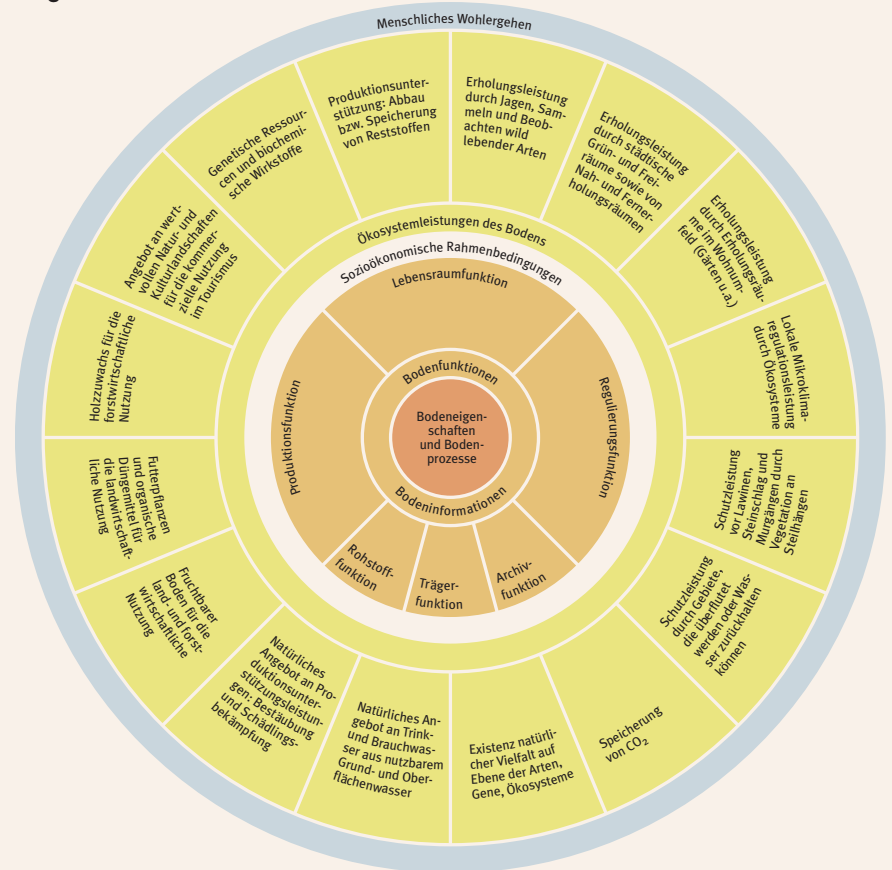 Menschliches Wohlergehen
Erholungsleistung
durch Jagen, Sam-
meln und Beob-
achten wild
lebender Arten
Erholungsleistung
durch städtische
Grün- und Frei-
räume sowie von
Nah- und Ferner-
holungsräumen
Erholungsleistung
durch Erholungsräu-
me im Wohnum-
feld (Gärten u.a.)
Lokale Mikroklima-
regulationsleistung
durch Ökosysteme
Schutzleistung
vor Lawinen,
Steinschlag und
Murgängen durch
Vegetation an
Steilhängen
Schutzleistung
durch Gebiete,
die überflutet
werden oder Was-
ser zurückhalten
können
Speicherung
von CO₂
Existenz natürli-
cher Vielfalt auf
Ebene der Arten,
Gene, Ökosysteme
Natürliches An-
gebot an Trink-
und Brauchwas-
ser aus nutzbarem
Grund- und Ober-
flächenwasser
Natürliches
Angebot an Pro-
duktionsunter-
stützungsleistun-
gen: Bestäubung
und Schädlings-
bekämpfung
Fruchtbarer
Boden für die
land- und forst-
wirtschaftliche
Nutzung
Futterpflanzen
und organische
Düngemittel für
die landwirtschaft-
liche Nutzung
Holzzuwachs für die
forstwirtschaftliche
Nutzung
Angebot an wert-
vollen Natur- und
Kulturlandschaften
für die kommer-
zielle Nutzung
im Tourismus
Genetische Ressour-
cen und biochemi-
sche Wirkstoffe
Produktionsunter-
stützung: Abbau
bzw. Speicherung
von Reststoffen
Ökosystemleistungen des Bodens
Sozioökonomische Rahmenbedingungen
Lebensraumfunktion
Regulierungsfunktion
Archiv-
funktion
Träger-
funktion
Rohstoff-
funktion
Produktionsfunktion
Bodenfunktionen
Bodeneigen-
schaften
und Boden-
prozesse
Bodeninformationen